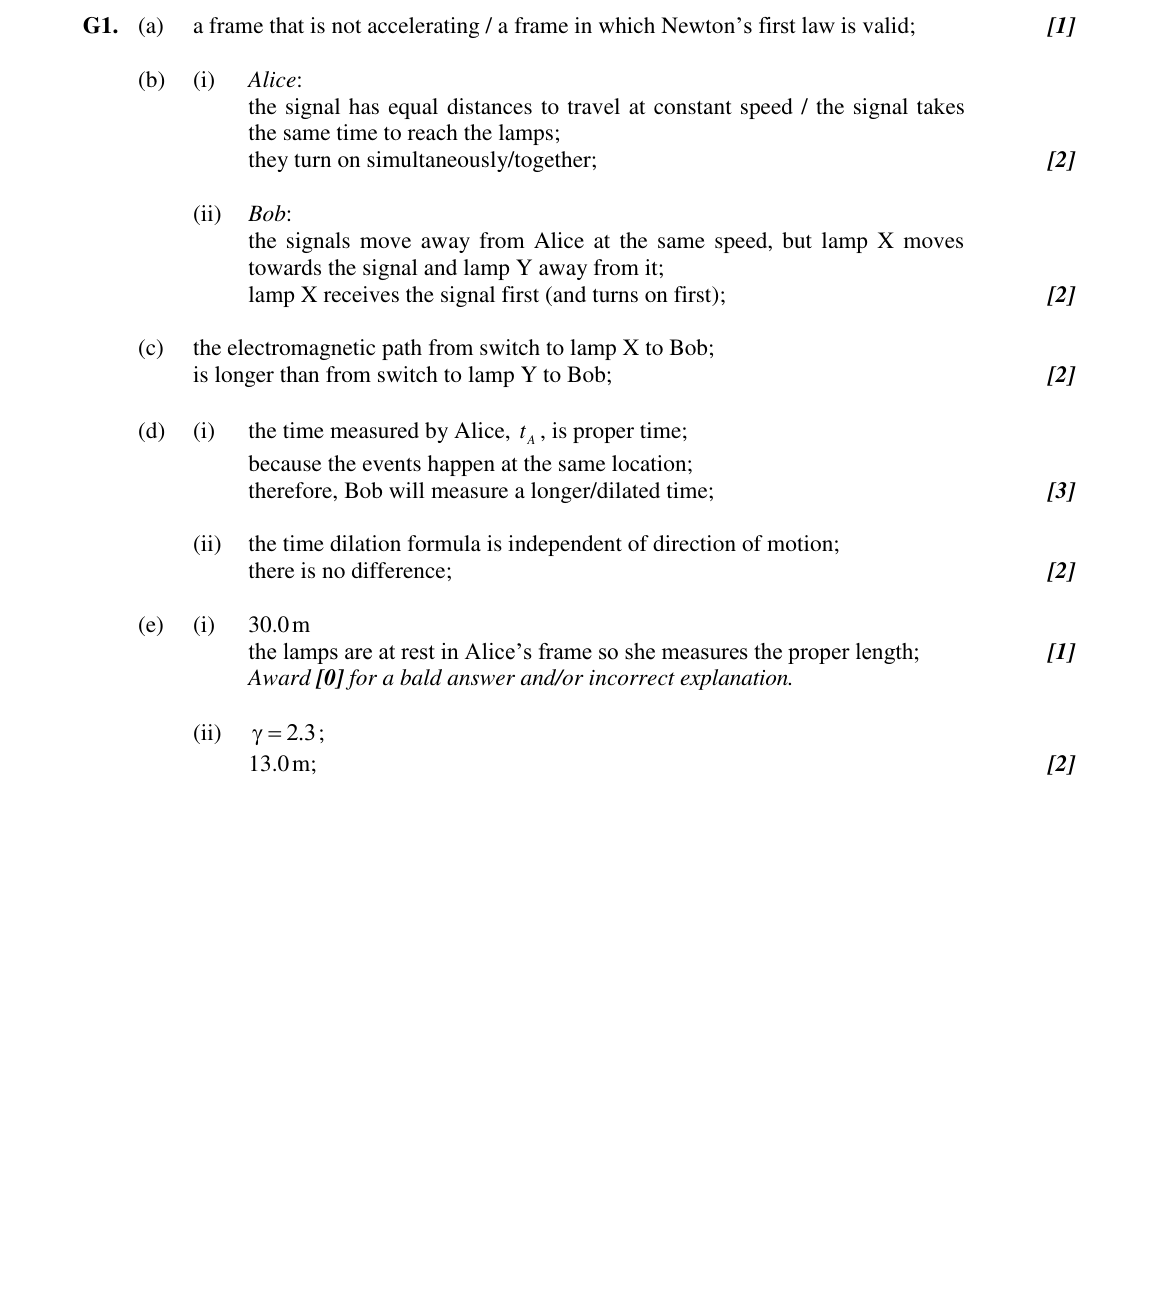 G1. (a) a frame that is not accelerating / a frame in which Newton’s first law is valid; [1]
(b) (i) Alice:
the signal has equal distances to travel at constant speed / the signal takes
the same time to reach the lamps;
they turn on simultaneously/together; [2]
(ii) Bob:
the signals move away from Alice at the same speed, but lamp X moves
towards the signal and lamp Y away from it;
lamp X receives the signal first (and turns on first); [2]
(c) the electromagnetic path from switch to lamp X to Bob;
is longer than from switch to lamp Y to Bob; [2]
(d) (i) the time measured by Alice, t_A , is proper time;
because the events happen at the same location;
therefore, Bob will measure a longer/dilated time; [3]
(ii) the time dilation formula is independent of direction of motion;
there is no difference; [2]
(e) (i) 30.0 m
the lamps are at rest in Alice’s frame so she measures the proper length; [1]
Award [0] for a bald answer and/or incorrect explanation.
(ii) γ = 2.3;
13.0 m; [2]